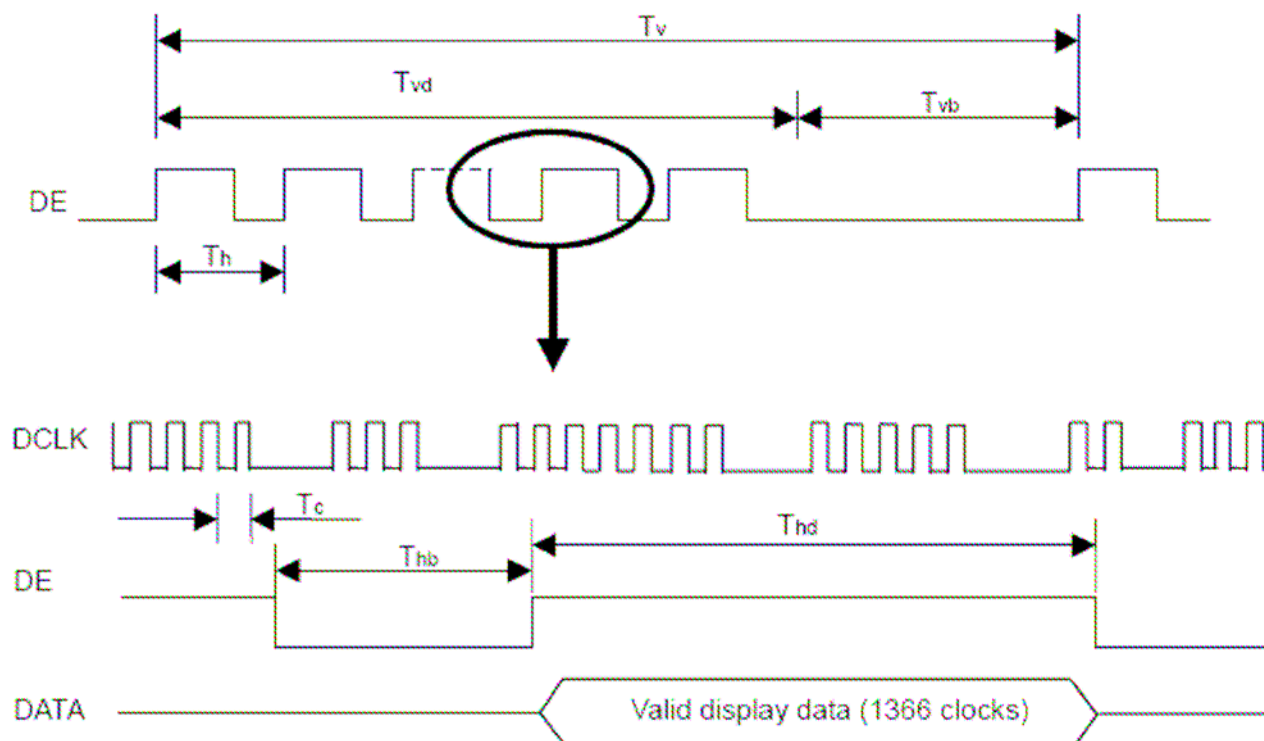 Tv
Tvd
Tvb
DE
Th
DCLK
Tc
Thd
Thb
DE
DATA
Valid display data (1366 clocks)